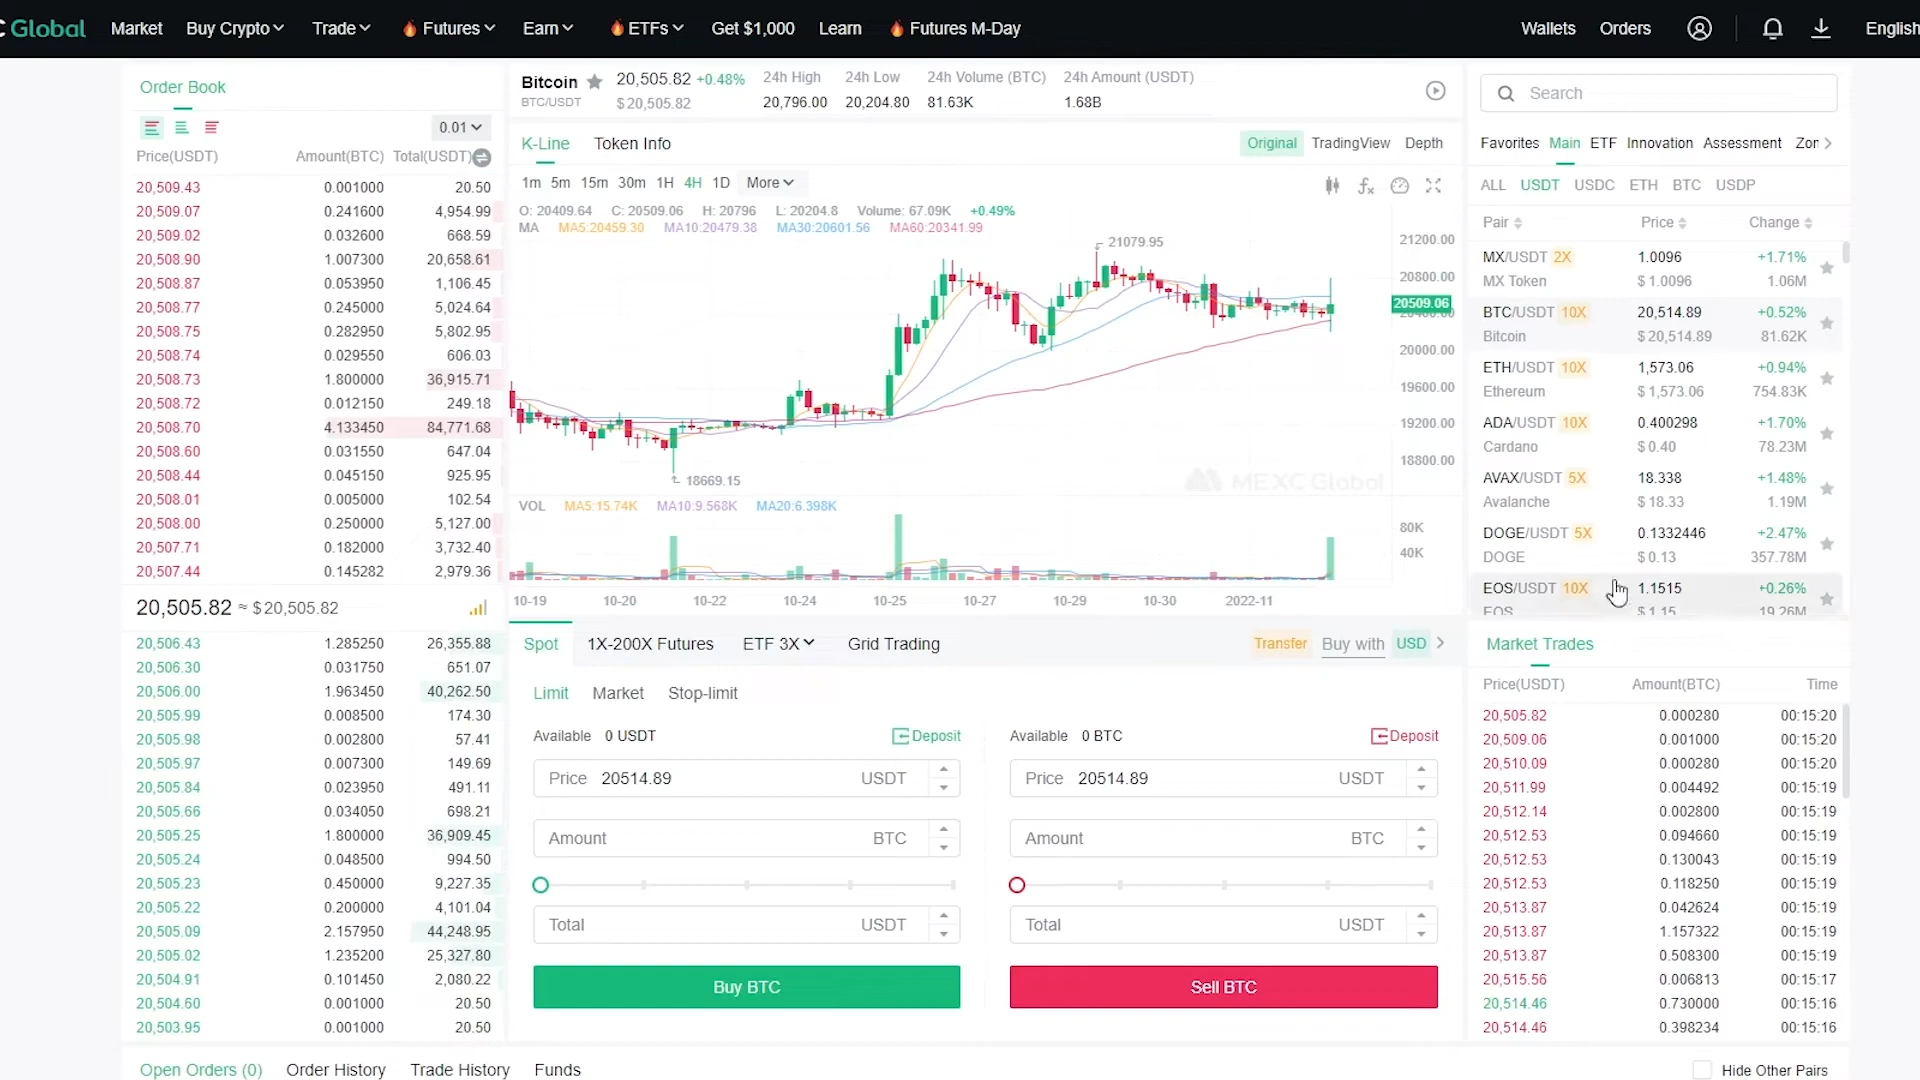 C Global Market Buy Crypto Trade Futures Earn ETFs Get $1,000 Learn Futures M-Day Wallets Orders English
Order Book
0.01
Price(USDT) Amount(BTC) Total(USDT)
20,509.43 0.001000 20.50
20,509.07 0.241600 4,954.99
20,509.02 0.032600 668.59
20,508.90 1.007300 20,658.61
20,508.87 0.053950 1,106.45
20,508.77 0.245000 5,024.64
20,508.75 0.282950 5,802.95
20,508.74 0.029550 606.03
20,508.73 1.800000 36,915.71
20,508.72 0.012150 249.18
20,508.70 4.133450 84,771.68
20,508.60 0.031550 647.04
20,508.44 0.045150 925.95
20,508.01 0.005000 102.54
20,508.00 0.250000 5,127.00
20,507.71 0.182000 3,732.40
20,507.44 0.145282 2,979.36
20,505.82 ≈ $20,505.82
20,506.43 1.285250 26,355.88
20,506.30 0.031750 651.07
20,506.00 1.963450 40,262.50
20,505.99 0.008500 174.30
20,505.98 0.002800 57.41
20,505.97 0.007300 149.69
20,505.84 0.023950 491.11
20,505.66 0.034050 698.21
20,505.25 1.800000 36,909.45
20,505.24 0.048500 994.50
20,505.23 0.450000 9,227.35
20,505.22 0.200000 4,101.04
20,505.09 2.157950 44,248.95
20,505.02 1.235200 25,327.80
20,504.91 0.101450 2,080.22
20,504.60 0.001000 20.50
20,503.95 0.001000 20.50
Bitcoin 20,505.82 +0.48% 24h High 24h Low 24h Volume (BTC) 24h Amount (USDT)
BTC/USDT $20,505.82 20,796.00 20,204.80 81.63K 1.68B
K-Line Token Info Original TradingView Depth
1m 5m 15m 30m 1H 4H 1D More
O: 20409.64 C: 20509.06 H: 20796 L: 20204.8 Volume: 67.09K +0.49%
MA MA5:20459.30 MA10:20479.38 MA30:20601.56 MA60:20341.99
21079.95
18669.15
21200.00
20800.00
20509.06
20400.00
20000.00
19600.00
19200.00
18800.00
MEXC Global
VOL MA5:15.74K MA10:9.568K MA20:6.398K
80K
40K
10-19 10-20 10-22 10-24 10-25 10-27 10-29 10-30 2022-11
Spot 1X-200X Futures ETF 3X Grid Trading Transfer Buy with USD
Limit Market Stop-limit
Available 0 USDT Deposit Available 0 BTC Deposit
Price 20514.89 USDT Price 20514.89 USDT
Amount BTC Amount BTC
Total USDT Total USDT
Buy BTC Sell BTC
Search
Favorites Main ETF Innovation Assessment Zor
ALL USDT USDC ETH BTC USDP
Pair Price Change
MX/USDT 2X 1.0096 +1.71%
MX Token $ 1.0096 1.06M
BTC/USDT 10X 20,514.89 +0.52%
Bitcoin $ 20,514.89 81.62K
ETH/USDT 10X 1,573.06 +0.94%
Ethereum $ 1,573.06 754.83K
ADA/USDT 10X 0.400298 +1.70%
Cardano $ 0.40 78.23M
AVAX/USDT 5X 18.338 +1.48%
Avalanche $ 18.33 1.19M
DOGE/USDT 5X 0.1332446 +2.47%
DOGE $ 0.13 357.78M
EOS/USDT 10X 1.1515 +0.26%
EOS $ 1.15 19.26M
Market Trades
Price(USDT) Amount(BTC) Time
20,505.82 0.000280 00:15:20
20,509.06 0.001000 00:15:20
20,510.09 0.000280 00:15:20
20,511.99 0.004492 00:15:19
20,512.14 0.002800 00:15:19
20,512.53 0.094660 00:15:19
20,512.53 0.130043 00:15:19
20,512.53 0.118250 00:15:19
20,513.87 0.042624 00:15:19
20,513.87 1.157322 00:15:19
20,513.87 0.508300 00:15:19
20,515.56 0.006813 00:15:17
20,514.46 0.730000 00:15:16
20,514.46 0.398234 00:15:16
Open Orders (0) Order History Trade History Funds Hide Other Pairs